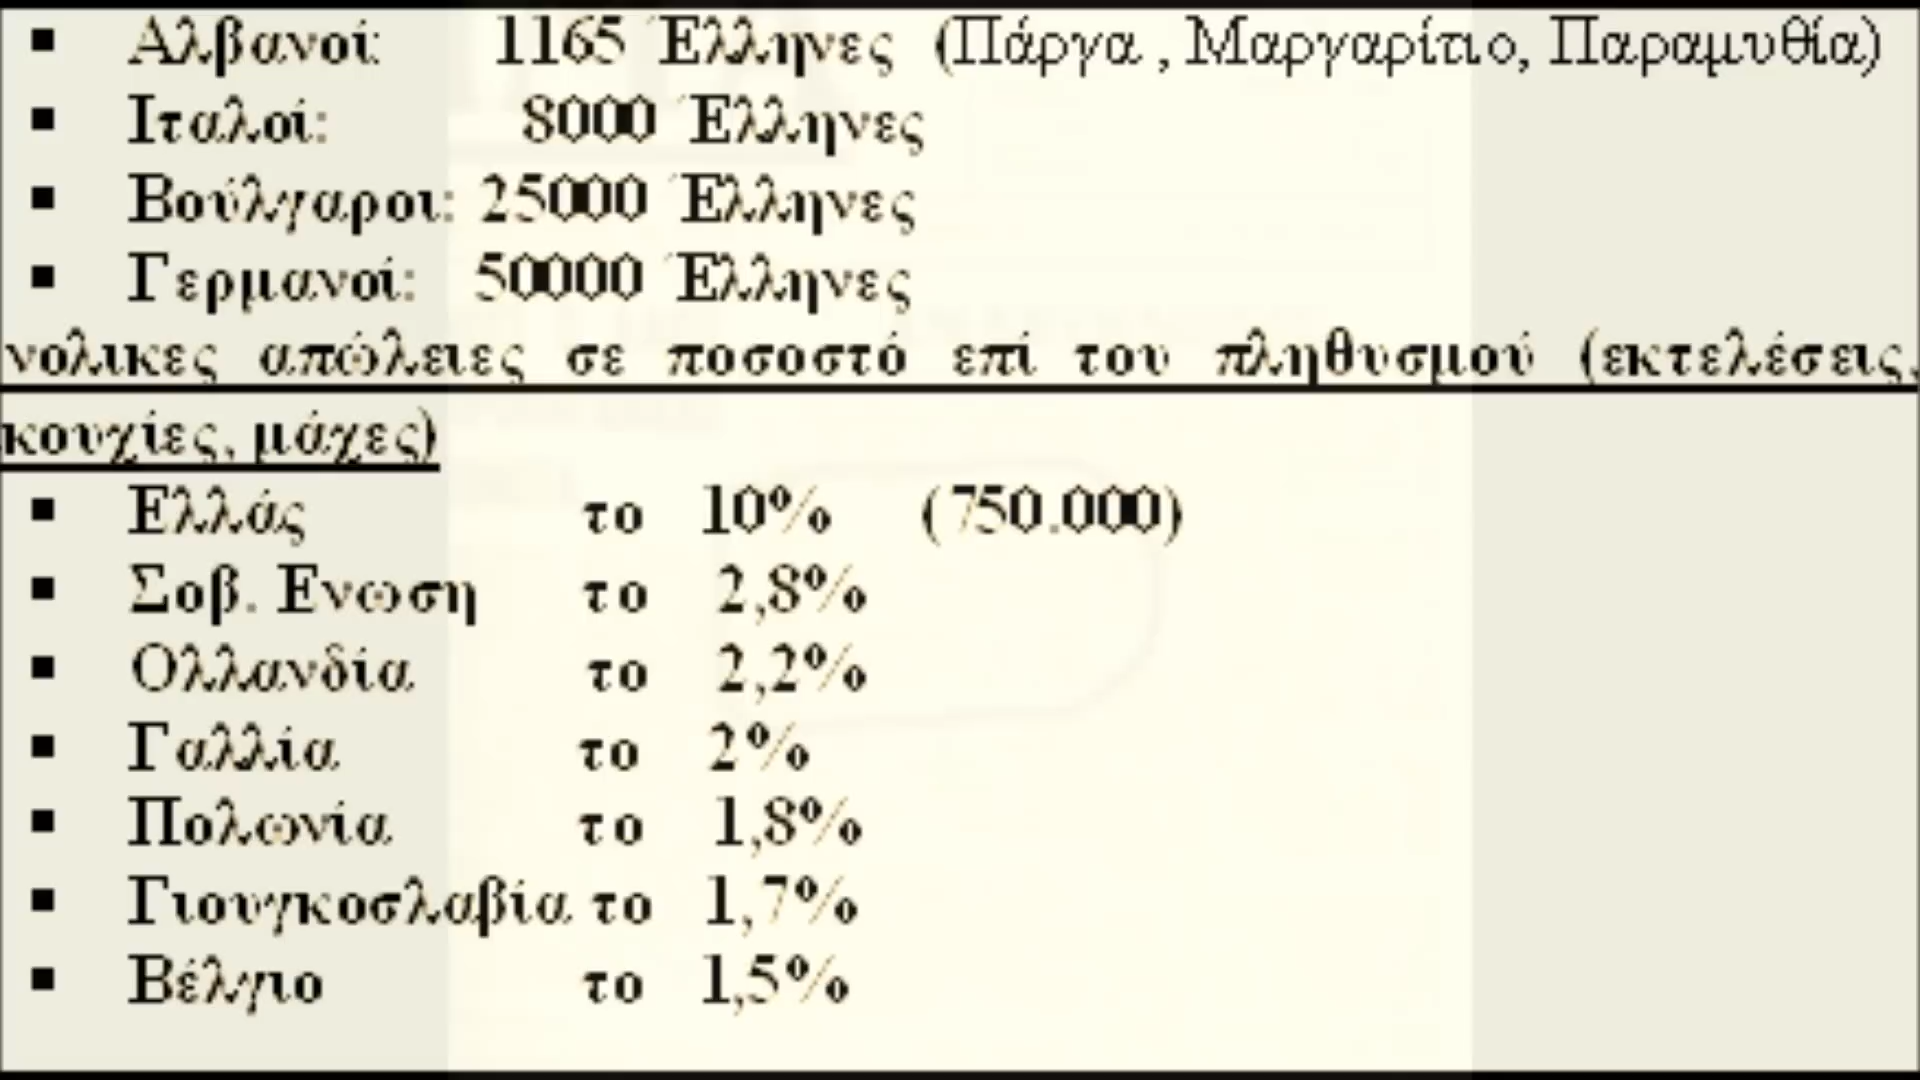 ▪ Αλβανοί: 1165 Έλληνες (Πάργα , Μαργαρίτιο, Παραμυθία)
▪ Ιταλοί: 8000 Έλληνες
▪ Βούλγαροι: 25000 Έλληνες
▪ Γερμανοί: 50000 Έλληνες
νολικες απώλειες σε ποσοστό επί του πληθυσμού (εκτελέσεις,
κουχίες, μάχες)
▪ Ελλάς το 10% (750.000)
▪ Σοβ. Ενωση το 2,8%
▪ Ολλανδία το 2,2%
▪ Γαλλία το 2%
▪ Πολωνία το 1,8%
▪ Γιουγκοσλαβία το 1,7%
▪ Βέλγιο το 1,5%